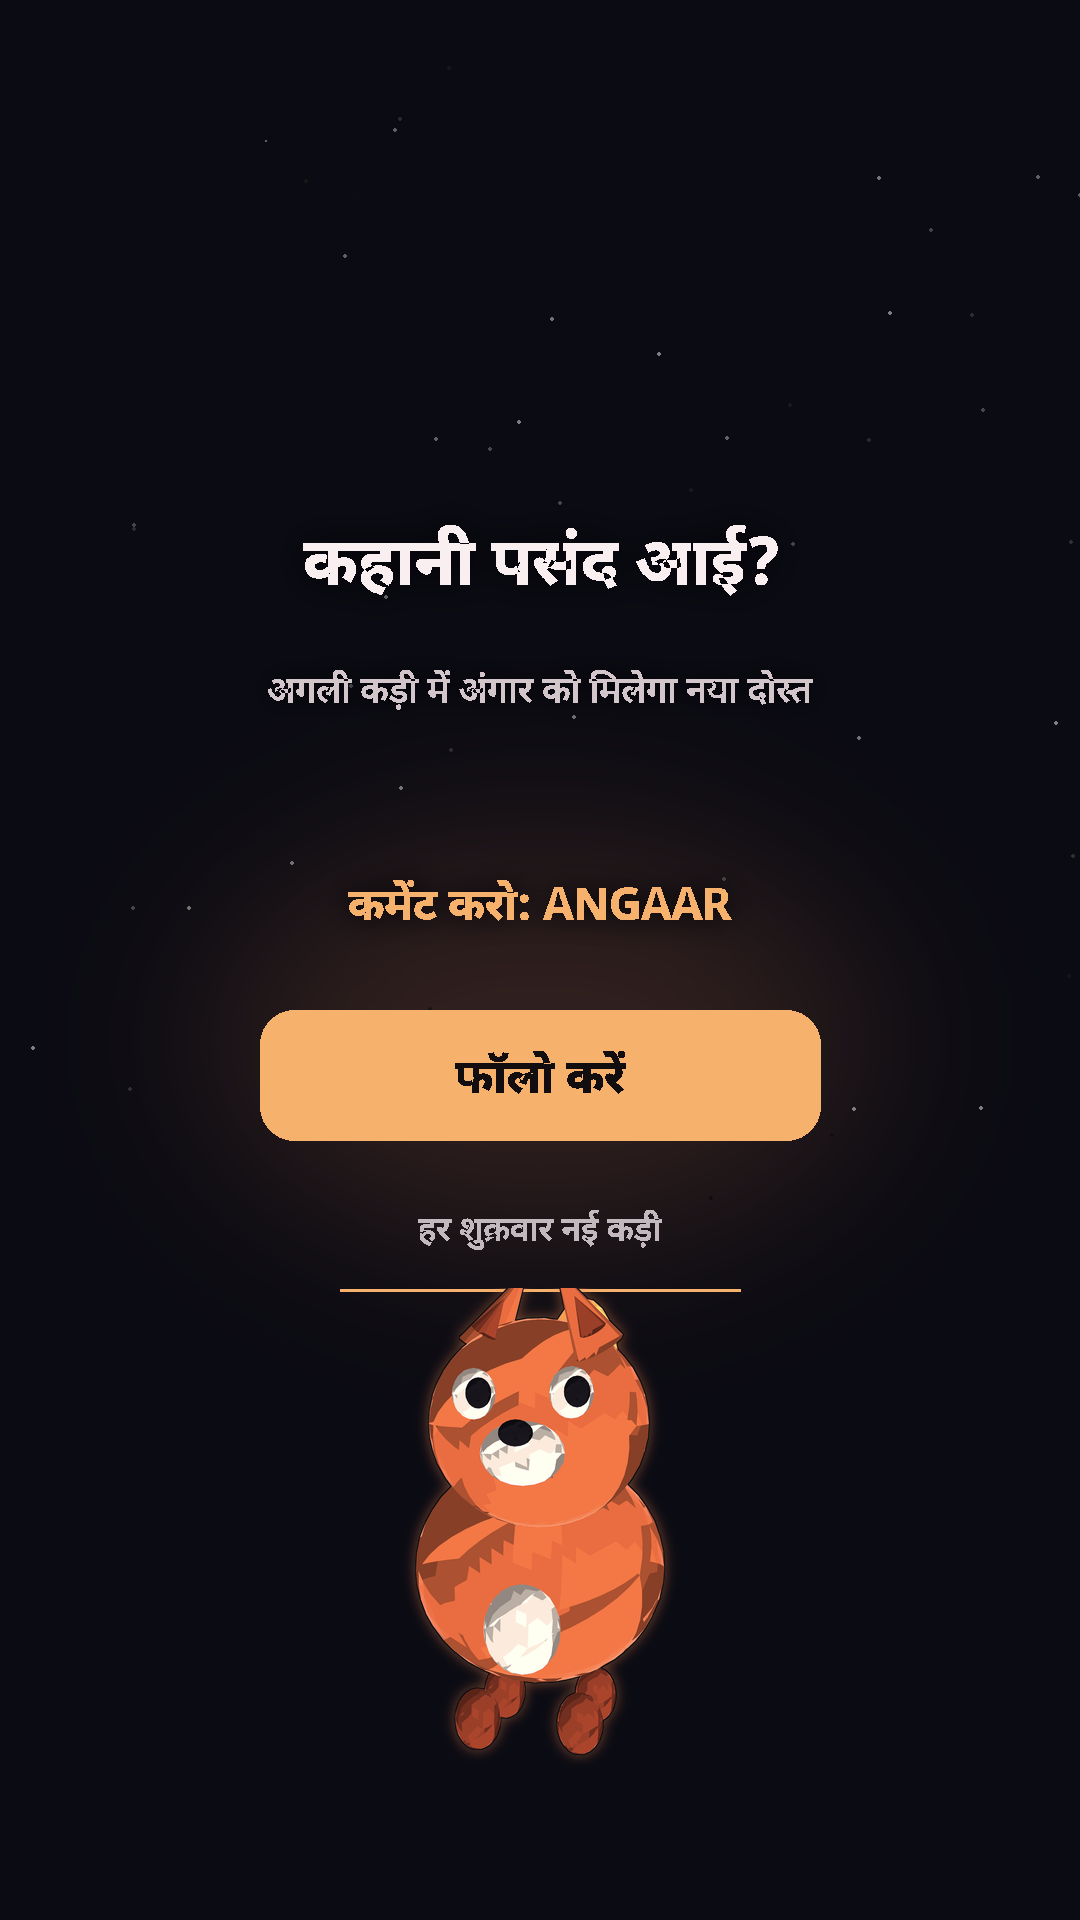 कहानी पसंद आई?
अगली कड़ी में अंगार को मिलेगा नया दोस्त
कमेंट करो: ANGAAR
फॉलो करें
हर शुक्रवार नई कड़ी